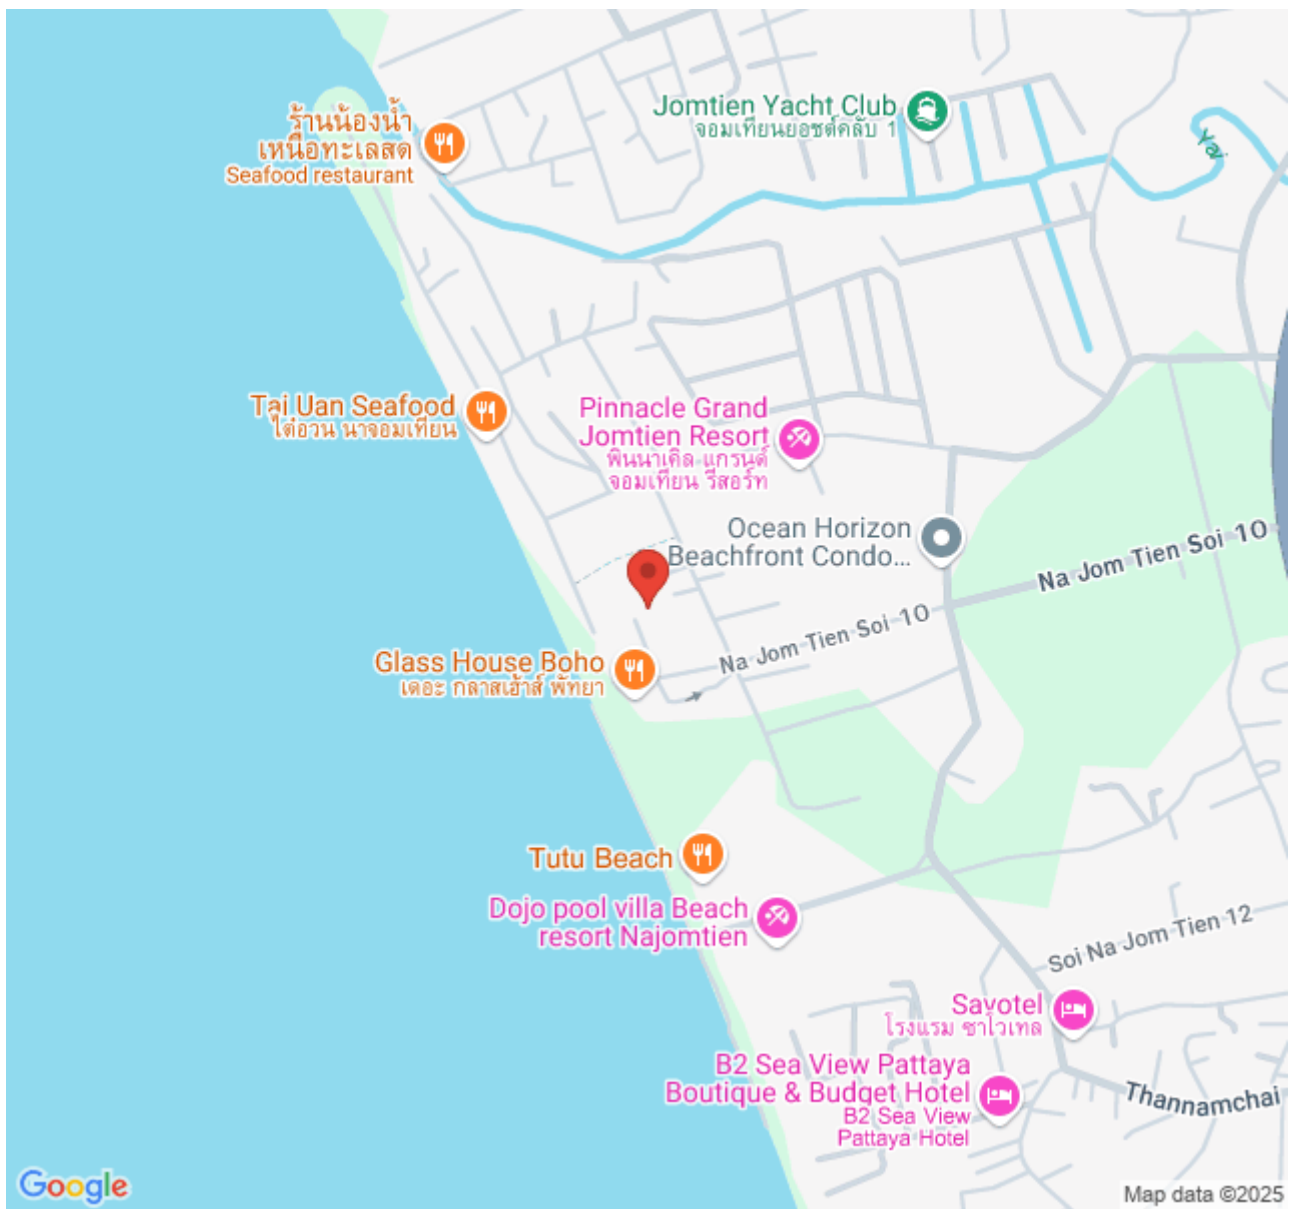 Jomtien Yacht Club
จอมเทียนยอชต์คลับ 1
ร้านน้องน้ำ
เหนือทะเลสด
Seafood restaurant
Yai
Tai Uan Seafood
ไต๋อ้วน นาจอมเทียน
Pinnacle Grand
Jomtien Resort
พินนาเคิล แกรนด์
จอมเทียน รีสอร์ท
Ocean Horizon
Beachfront Condo...
Na Jom Tien Soi 10
Na Jom Tien Soi 10
Glass House Boho
เดอะ กลาสเฮ้าส์ พัทยา
Tutu Beach
Dojo pool villa Beach
resort Najomtien
Soi Na Jom Tien 12
Savotel
โรงแรม ซาโวเทล
B2 Sea View Pattaya
Boutique & Budget Hotel
B2 Sea View
Pattaya Hotel
Thannamchai
Google
Map data ©2025